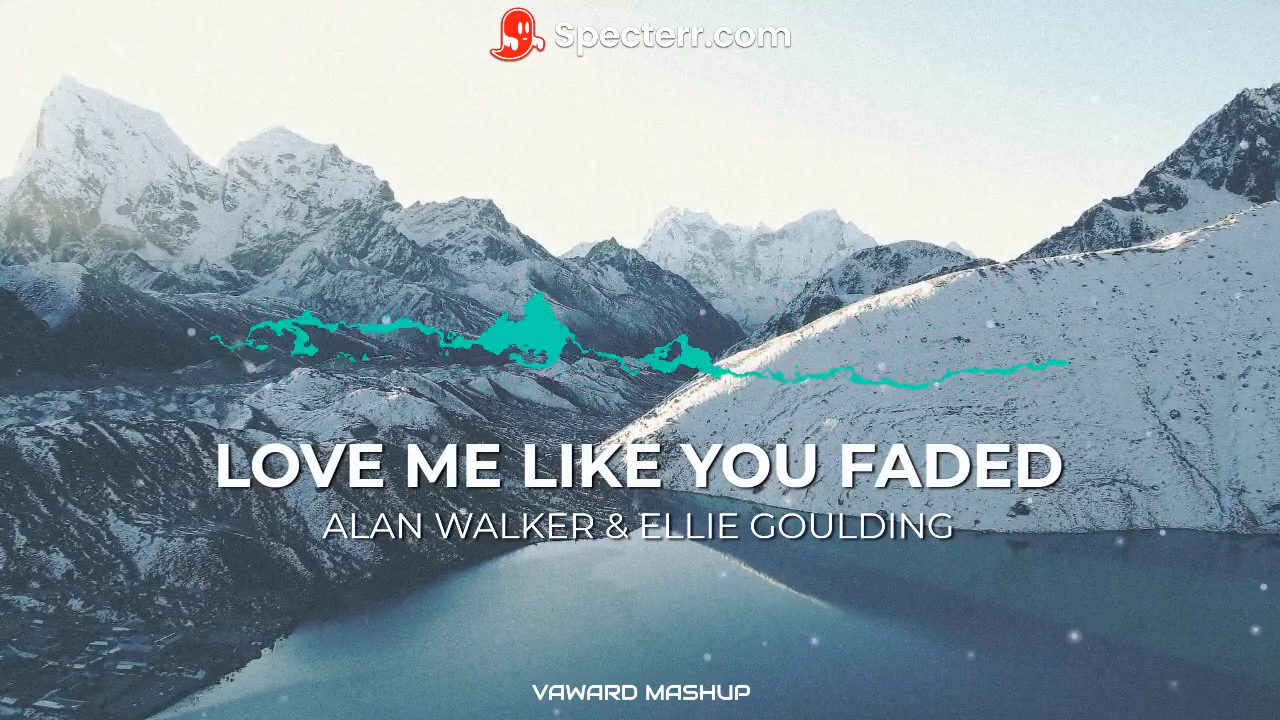 Specterr.com
LOVE ME LIKE YOU FADED
ALAN WALKER & ELLIE GOULDING
VAWARD MASHUP